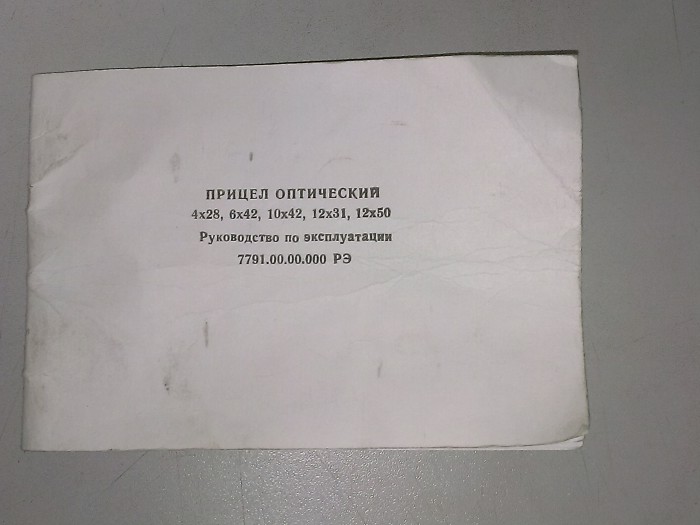 ПРИЦЕЛ ОПТИЧЕСКИЙ
4х28, 6х42, 10х42, 12х31, 12х50
Руководство по эксплуатации
7791.00.00.000 РЭ